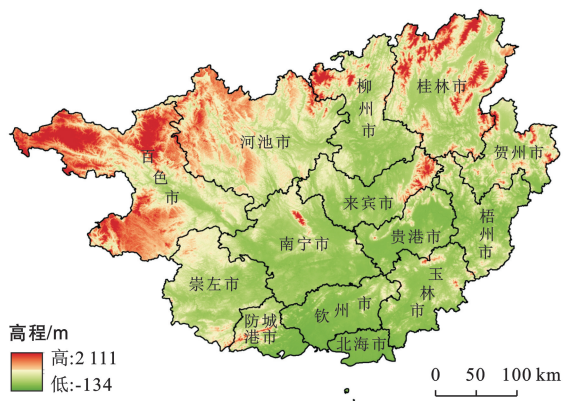 桂林市
柳州市
河池市
贺州市
百色市
来宾市
梧州市
贵港市
南宁市
玉林市
崇左市
钦州市
防城港市
北海市
高程/m
高:2 111
低:-134
0 50 100 km